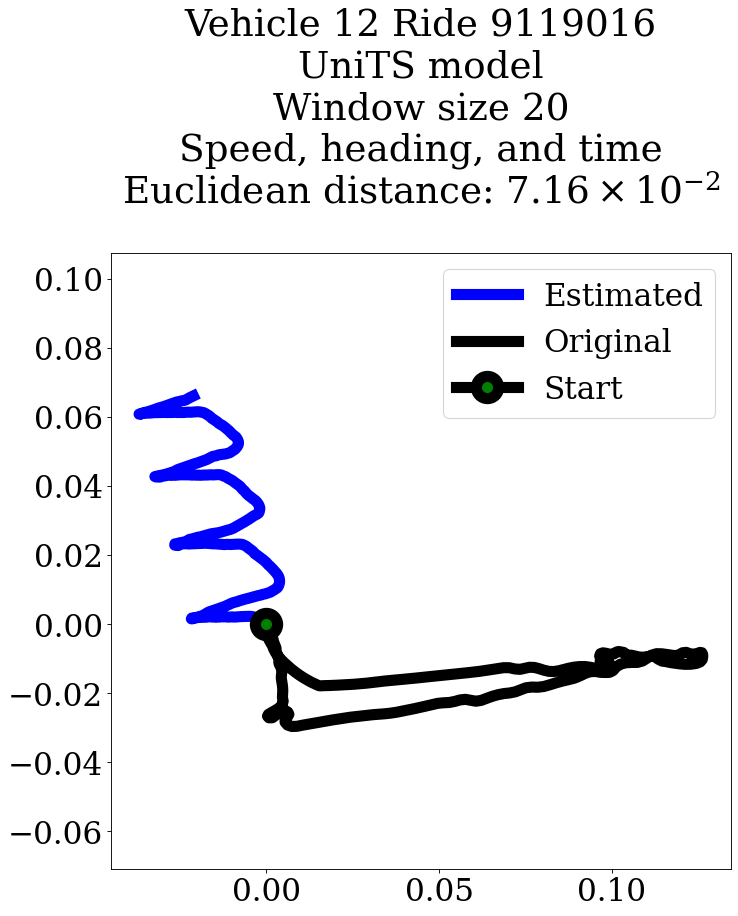 Vehicle 12 Ride 9119016
UniTS model
Window size 20
Speed, heading, and time
Euclidean distance: 7.16 × 10⁻²
Estimated
Original
Start
0.10
0.08
0.06
0.04
0.02
0.00
−0.02
−0.04
−0.06
0.00 0.05 0.10